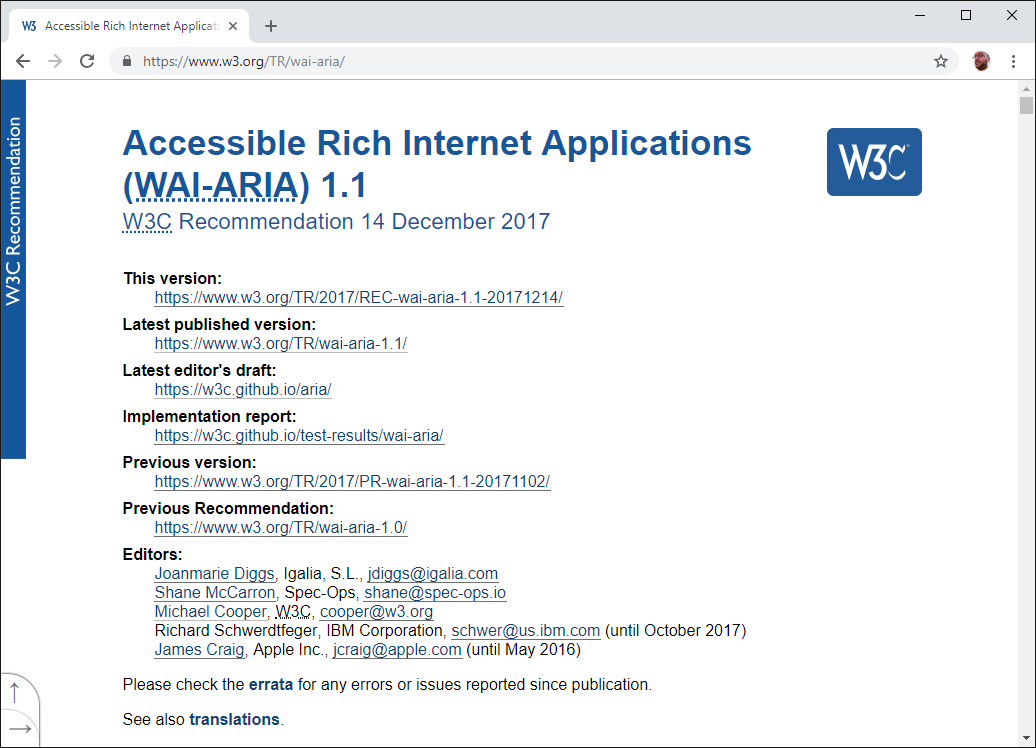 Accessible Rich Internet Applicati
https://www.w3.org/TR/wai-aria/
W3C Recommendation
Accessible Rich Internet Applications
(WAI-ARIA) 1.1
W3C
W3C Recommendation 14 December 2017
This version:
https://www.w3.org/TR/2017/REC-wai-aria-1.1-20171214/
Latest published version:
https://www.w3.org/TR/wai-aria-1.1/
Latest editor's draft:
https://w3c.github.io/aria/
Implementation report:
https://w3c.github.io/test-results/wai-aria/
Previous version:
https://www.w3.org/TR/2017/PR-wai-aria-1.1-20171102/
Previous Recommendation:
https://www.w3.org/TR/wai-aria-1.0/
Editors:
Joanmarie Diggs, Igalia, S.L., jdiggs@igalia.com
Shane McCarron, Spec-Ops, shane@spec-ops.io
Michael Cooper, W3C, cooper@w3.org
Richard Schwerdtfeger, IBM Corporation, schwer@us.ibm.com (until October 2017)
James Craig, Apple Inc., jcraig@apple.com (until May 2016)
Please check the errata for any errors or issues reported since publication.
See also translations.